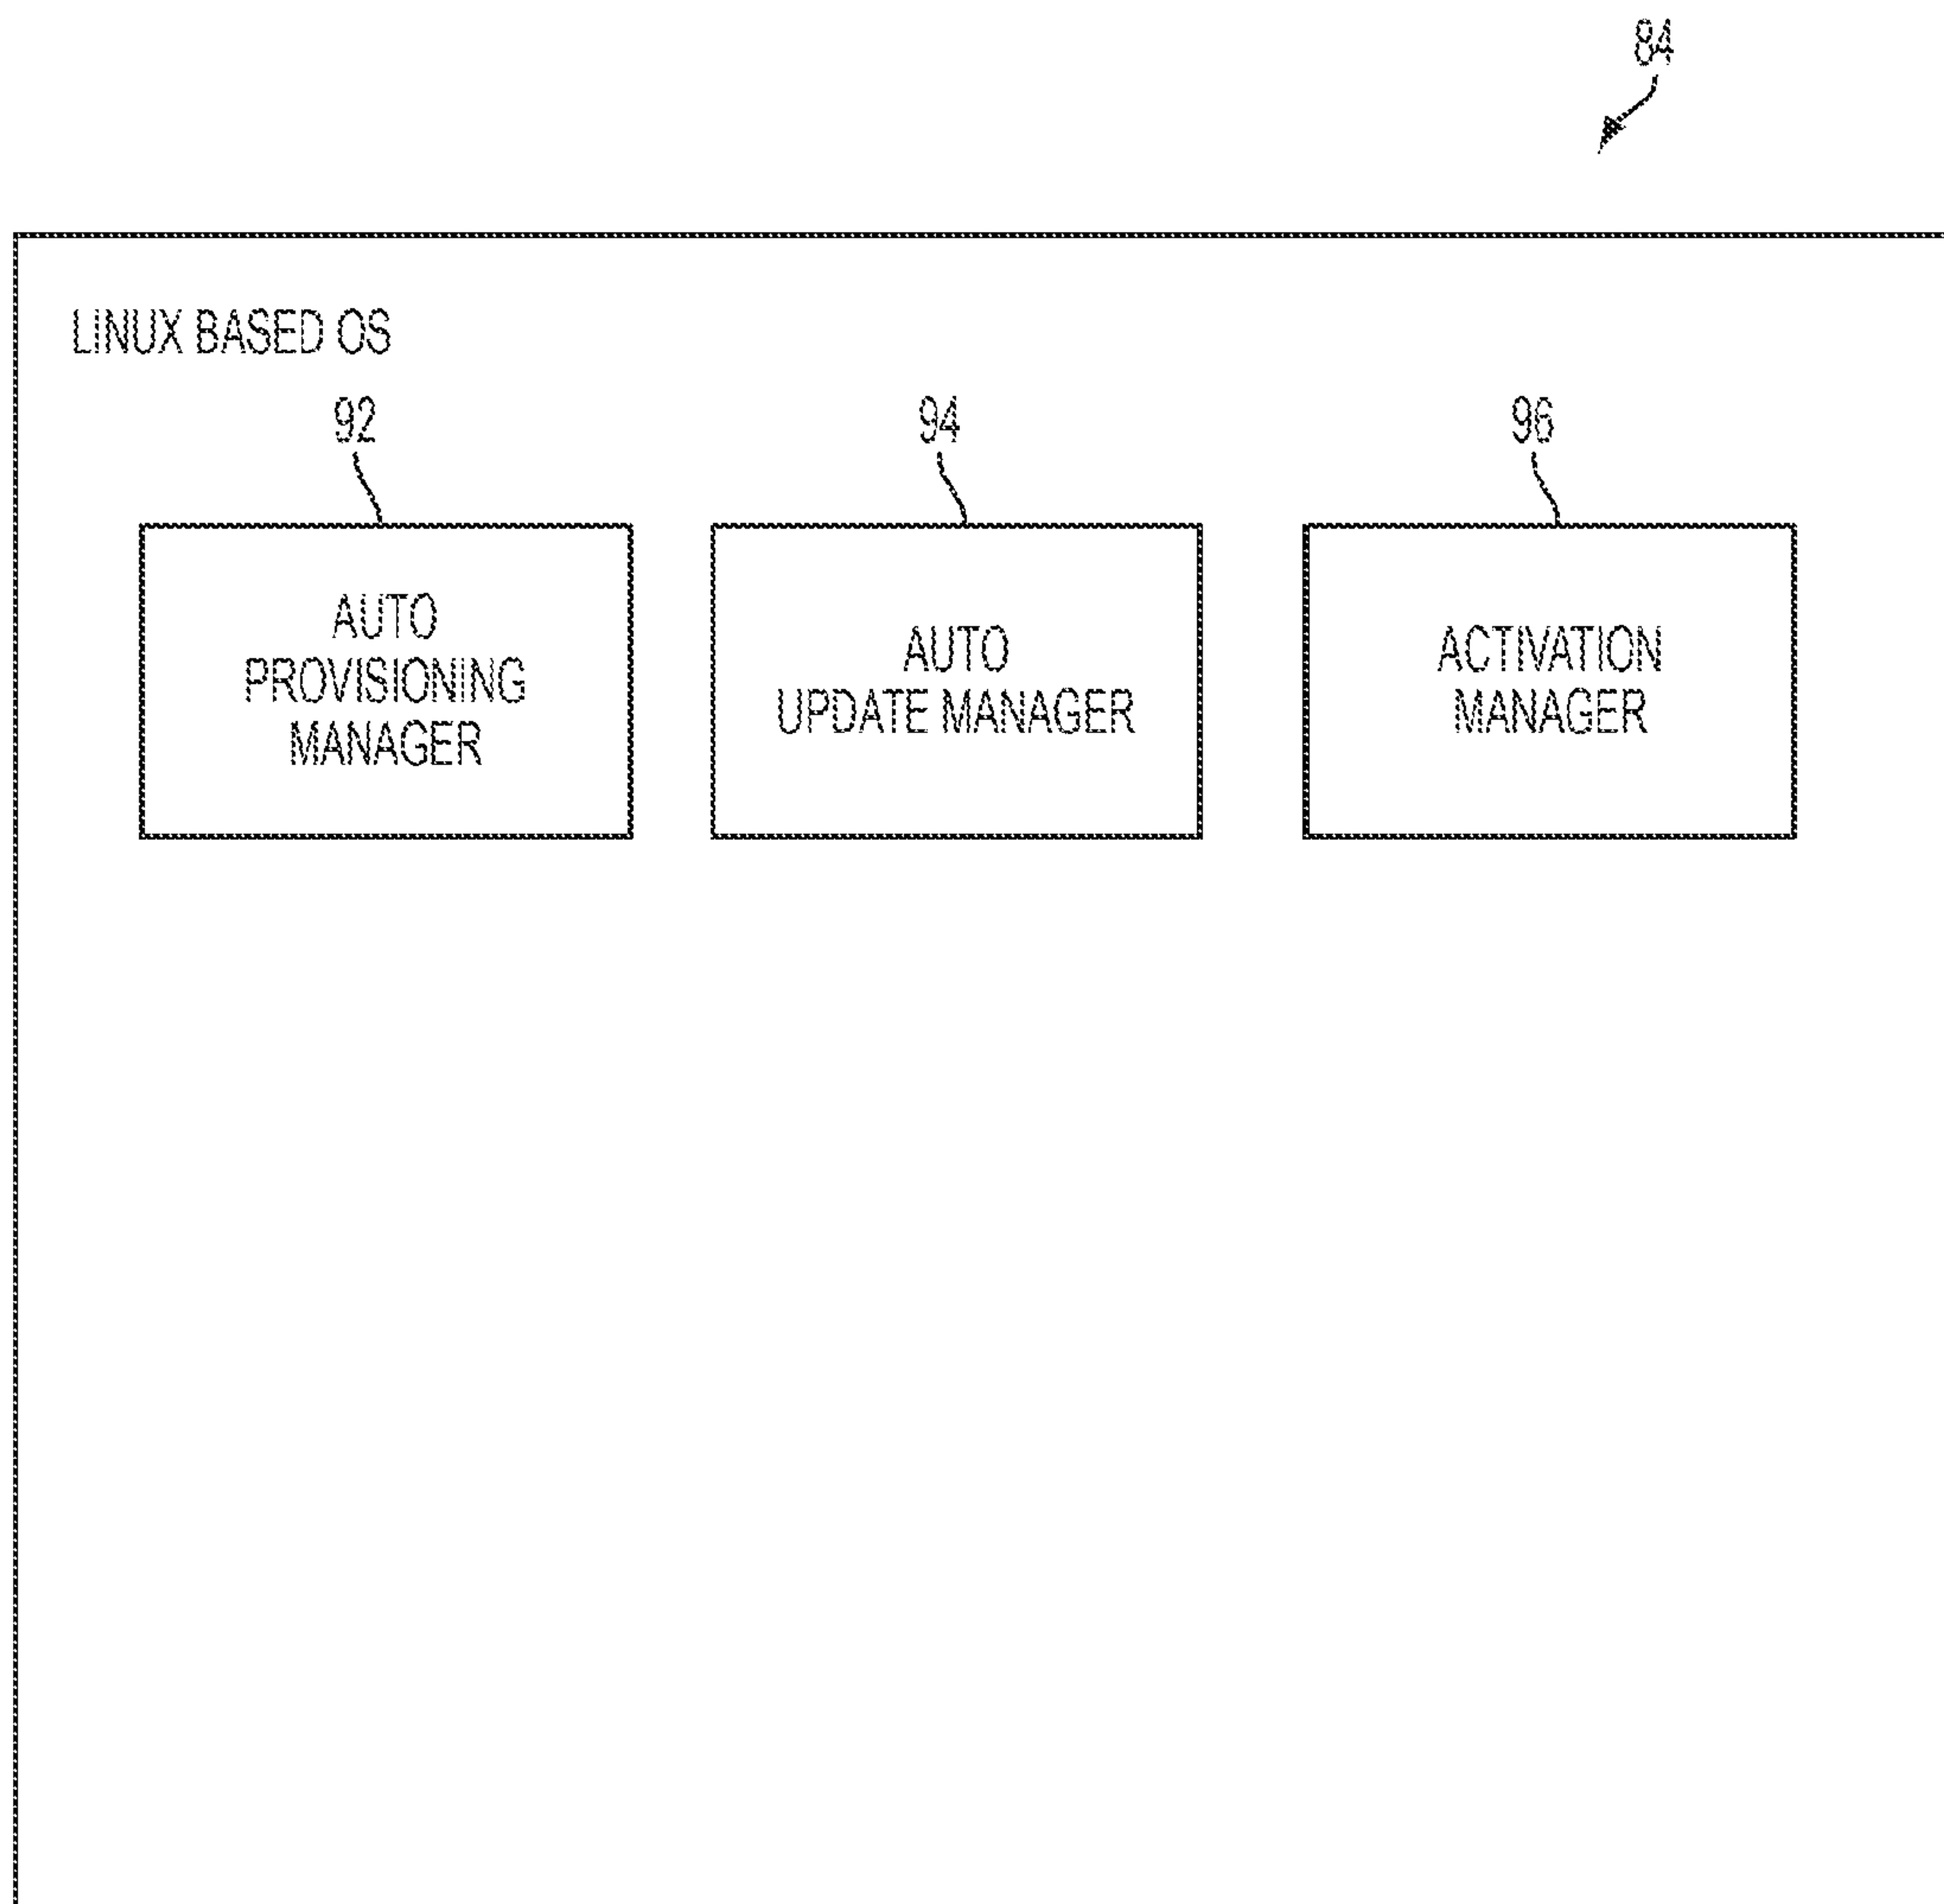 84
LINUX BASED OS
92
94
96
AUTO
PROVISIONING
MANAGER
AUTO
UPDATE MANAGER
ACTIVATION
MANAGER